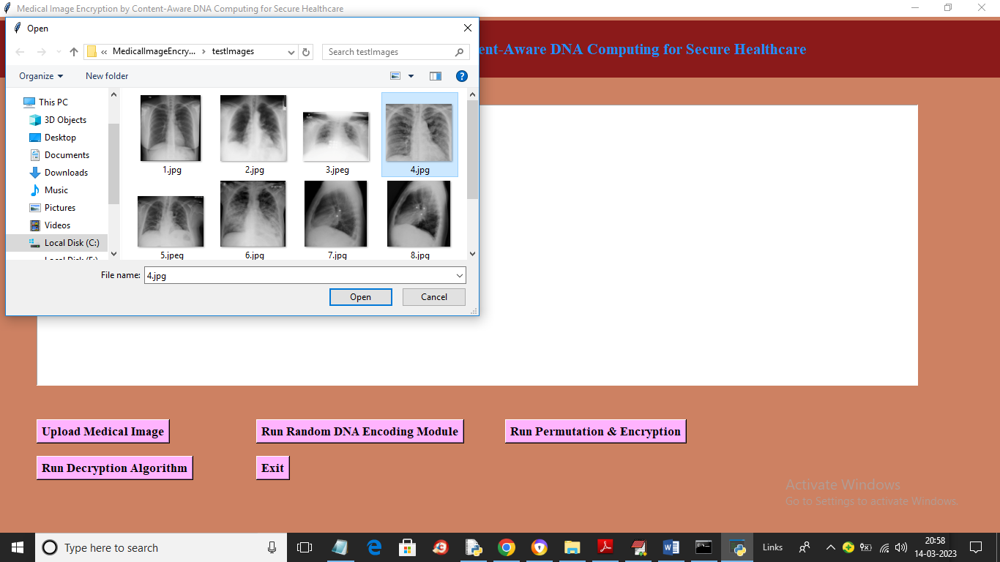 Medical Image Encryption by Content-Aware DNA Computing for Secure Healthcare
Open
ent-Aware DNA Computing for Secure Healthcare
« MedicalImageEncry... › testImages
Search testImages
Organize
New folder
This PC
3D Objects
Desktop
Documents
Downloads
Music
Pictures
Videos
Local Disk (C:)
1.jpg
2.jpg
3.jpeg
4.jpg
5.jpeg
6.jpg
7.jpg
8.jpg
File name:
4.jpg
Open
Cancel
Upload Medical Image
Run Random DNA Encoding Module
Run Permutation & Encryption
Run Decryption Algorithm
Exit
Activate Windows
Go to Settings to activate Windows.
Type here to search
Links
20:58
14-03-2023